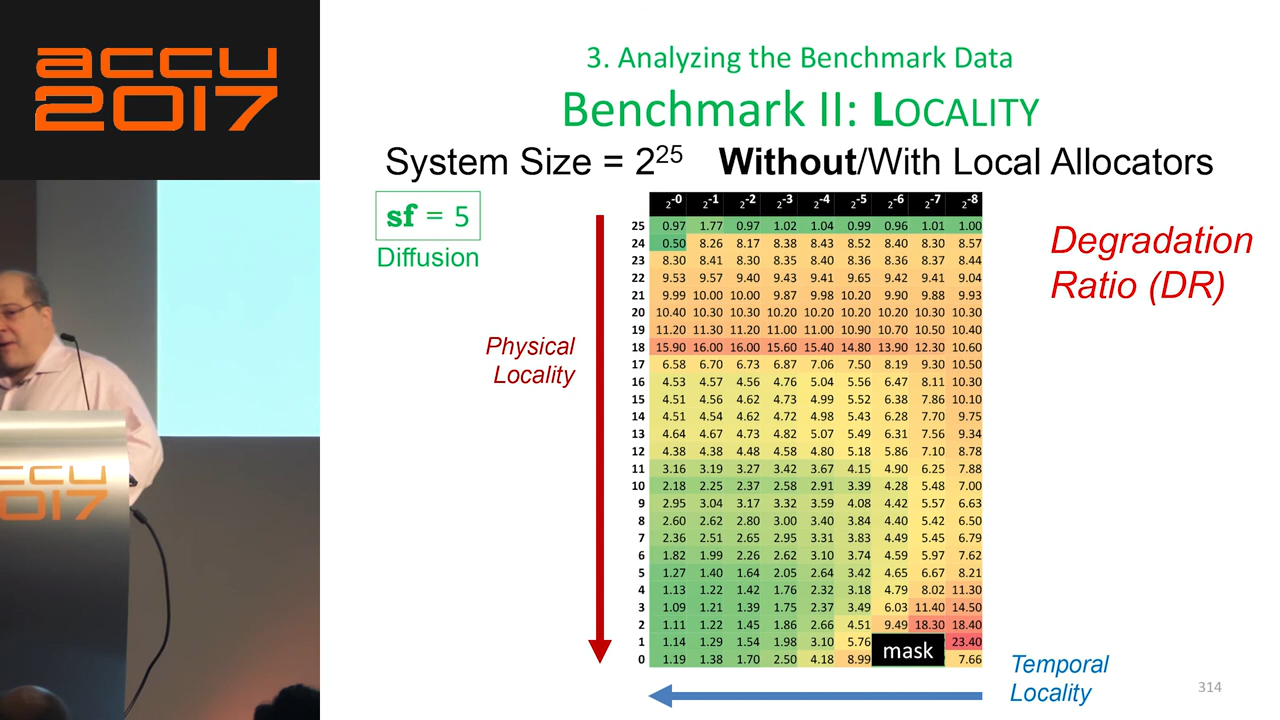 accu
2017
3. Analyzing the Benchmark Data
Benchmark II: LOCALITY
System Size = 2^25 Without/With Local Allocators
sf = 5
Diffusion
Degradation
Ratio (DR)
Physical
Locality
2^-0 2^-1 2^-2 2^-3 2^-4 2^-5 2^-6 2^-7 2^-8
25 0.97 1.77 0.97 1.02 1.04 0.99 0.96 1.01 1.00
24 0.50 8.26 8.17 8.38 8.43 8.52 8.40 8.30 8.57
23 8.30 8.41 8.30 8.35 8.40 8.36 8.36 8.37 8.44
22 9.53 9.57 9.40 9.43 9.41 9.65 9.42 9.41 9.04
21 9.99 10.00 10.00 9.87 9.98 10.20 9.90 9.88 9.93
20 10.40 10.30 10.30 10.20 10.20 10.20 10.20 10.30 10.30
19 11.20 11.30 11.20 11.00 11.00 10.90 10.70 10.50 10.40
18 15.90 16.00 16.00 15.60 15.40 14.80 13.90 12.30 10.60
17 6.58 6.70 6.73 6.87 7.06 7.50 8.19 9.30 10.50
16 4.53 4.57 4.56 4.76 5.04 5.56 6.47 8.11 10.30
15 4.51 4.56 4.62 4.73 4.99 5.52 6.38 7.86 10.10
14 4.51 4.54 4.62 4.72 4.98 5.43 6.28 7.70 9.75
13 4.64 4.67 4.73 4.82 5.07 5.49 6.31 7.56 9.34
12 4.38 4.38 4.48 4.58 4.80 5.18 5.86 7.10 8.78
11 3.16 3.19 3.27 3.42 3.67 4.15 4.90 6.25 7.88
10 2.18 2.25 2.37 2.58 2.91 3.39 4.28 5.48 7.00
9 2.95 3.04 3.17 3.32 3.59 4.08 4.42 5.57 6.63
8 2.60 2.62 2.80 3.00 3.40 3.84 4.40 5.42 6.50
7 2.36 2.51 2.65 2.95 3.31 3.83 4.49 5.45 6.79
6 1.82 1.99 2.26 2.62 3.10 3.74 4.59 5.97 7.62
5 1.27 1.40 1.64 2.05 2.64 3.42 4.65 6.67 8.21
4 1.13 1.22 1.42 1.76 2.32 3.18 4.79 8.02 11.30
3 1.09 1.21 1.39 1.75 2.37 3.49 6.03 11.40 14.50
2 1.11 1.22 1.45 1.86 2.66 4.51 9.49 18.30 18.40
1 1.14 1.29 1.54 1.98 3.10 5.76 23.40
0 1.19 1.38 1.70 2.50 4.18 8.99 7.66
mask
Temporal
Locality
314
accu
2017